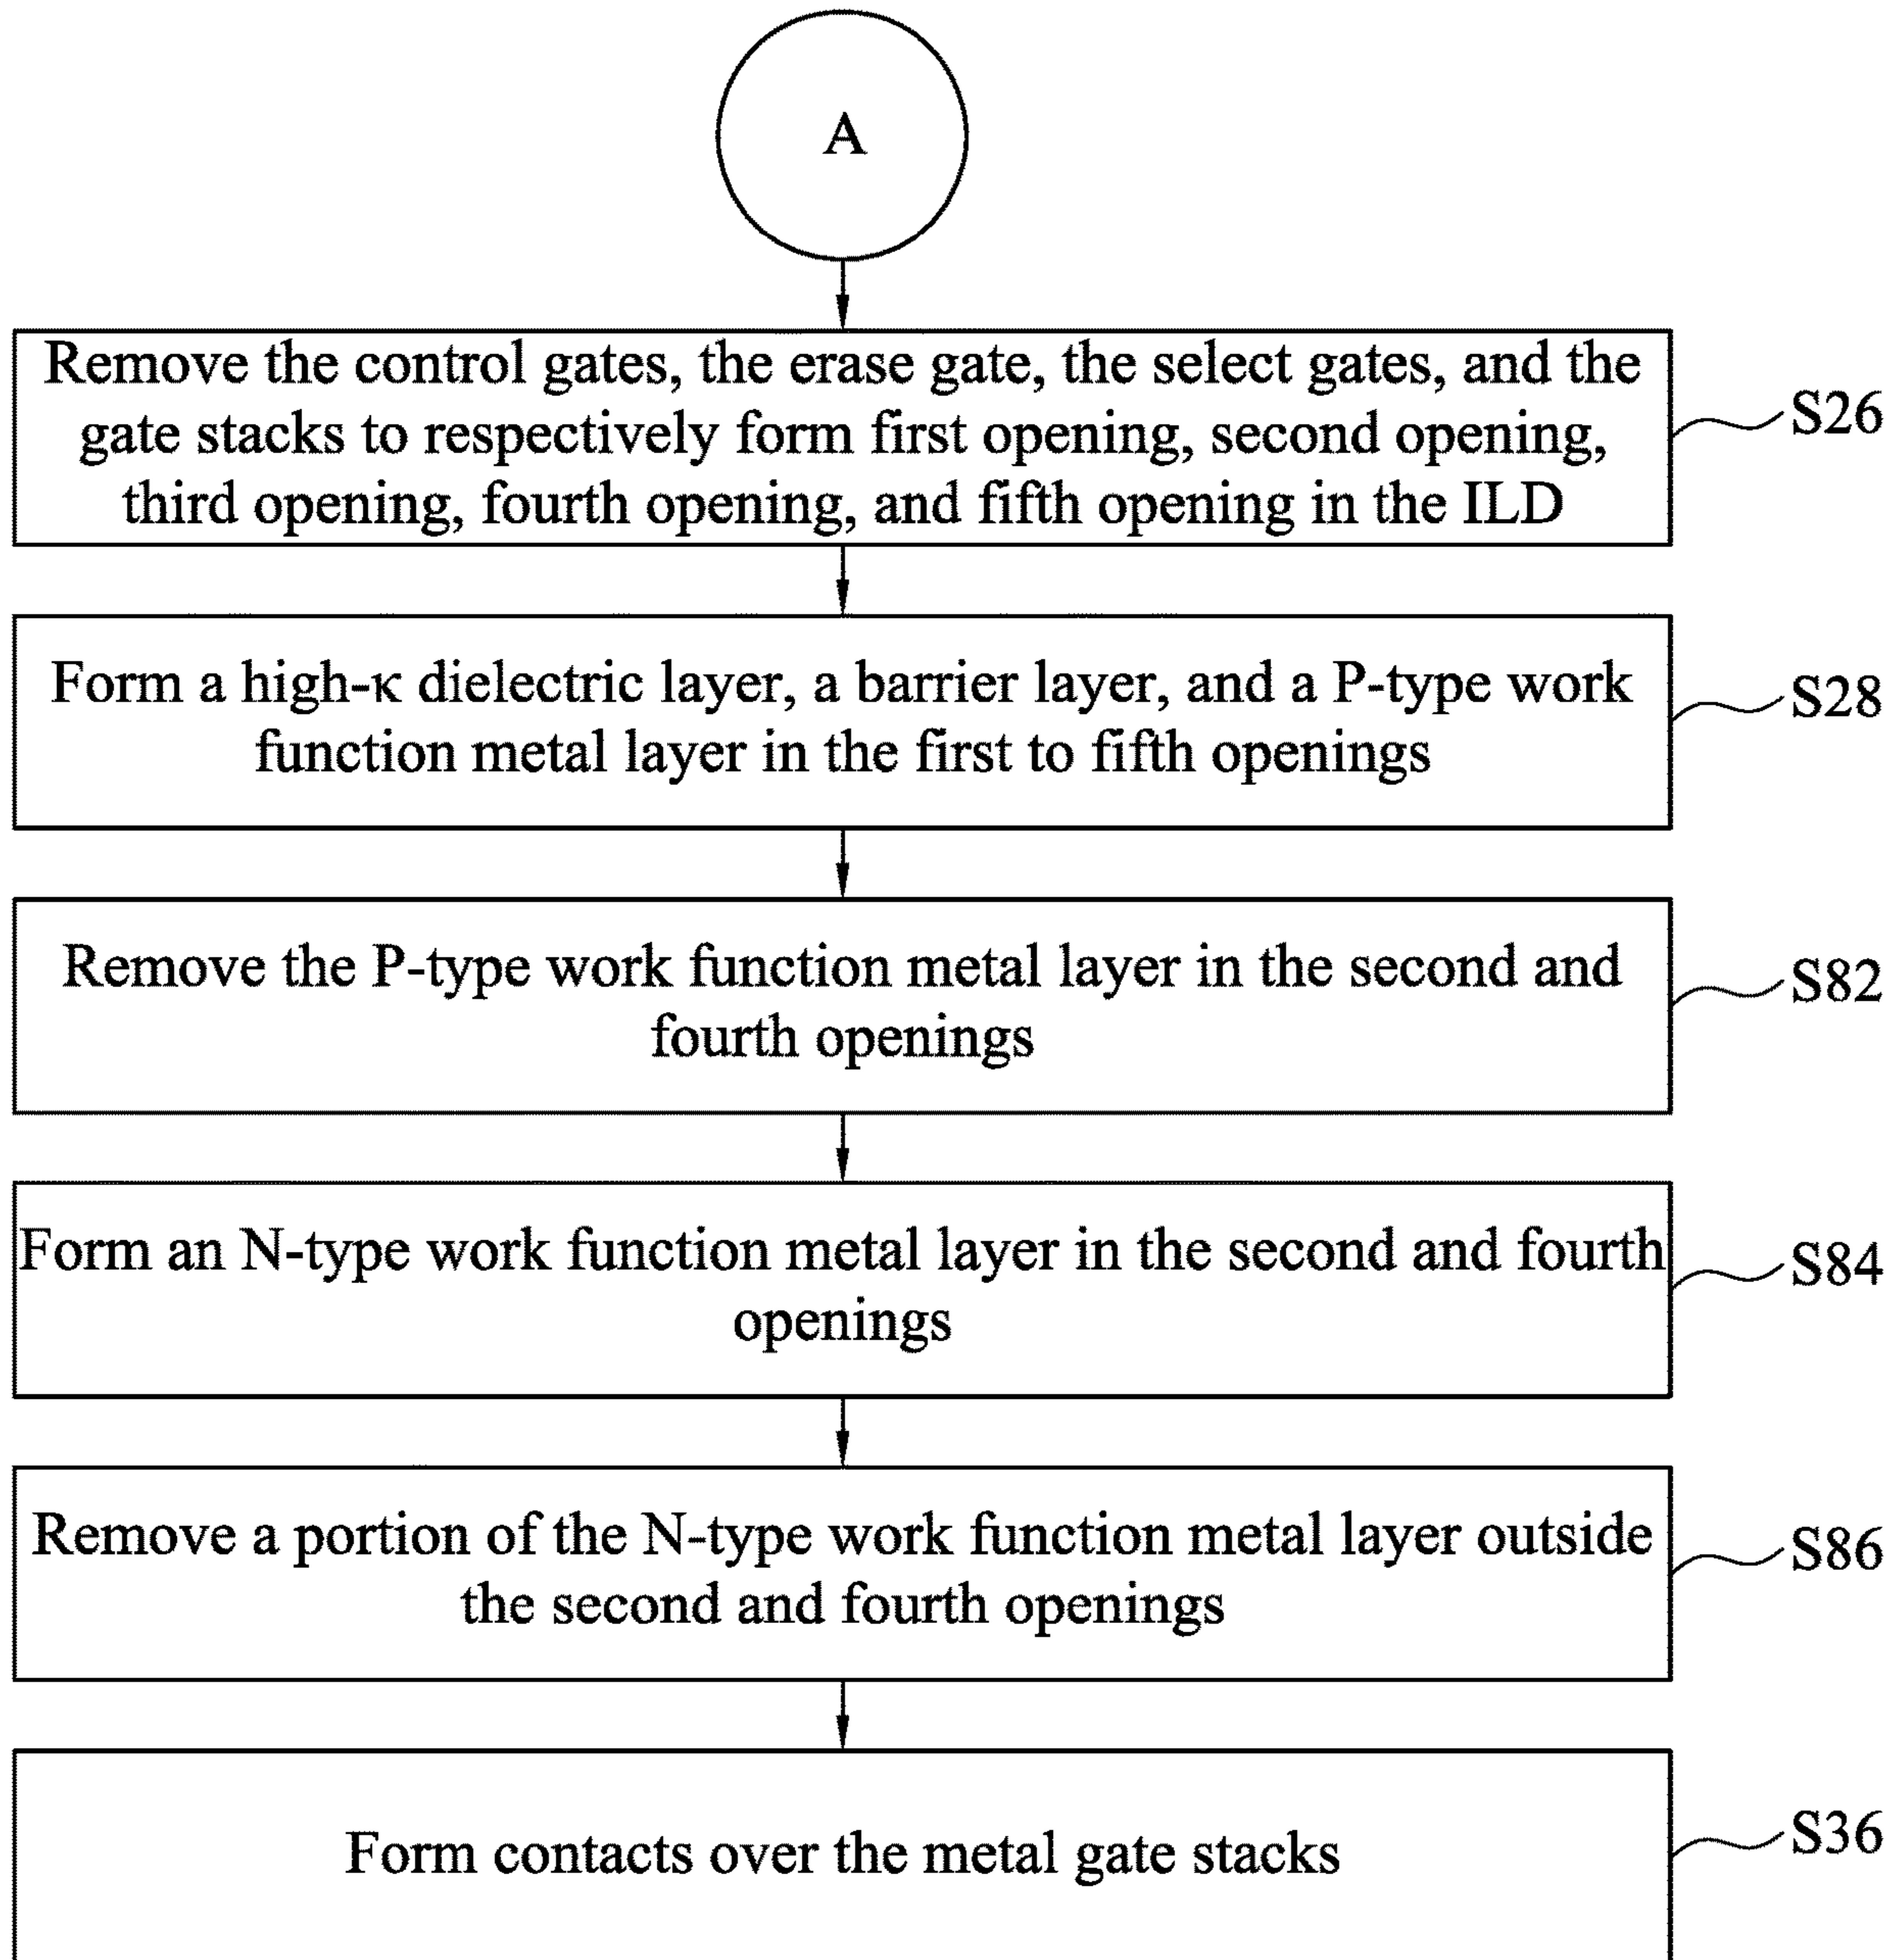 A
Remove the control gates, the erase gate, the select gates, and the
gate stacks to respectively form first opening, second opening,
third opening, fourth opening, and fifth opening in the ILD
S26
Form a high-κ dielectric layer, a barrier layer, and a P-type work
function metal layer in the first to fifth openings
S28
Remove the P-type work function metal layer in the second and
fourth openings
S82
Form an N-type work function metal layer in the second and fourth
openings
S84
Remove a portion of the N-type work function metal layer outside
the second and fourth openings
S86
Form contacts over the metal gate stacks
S36